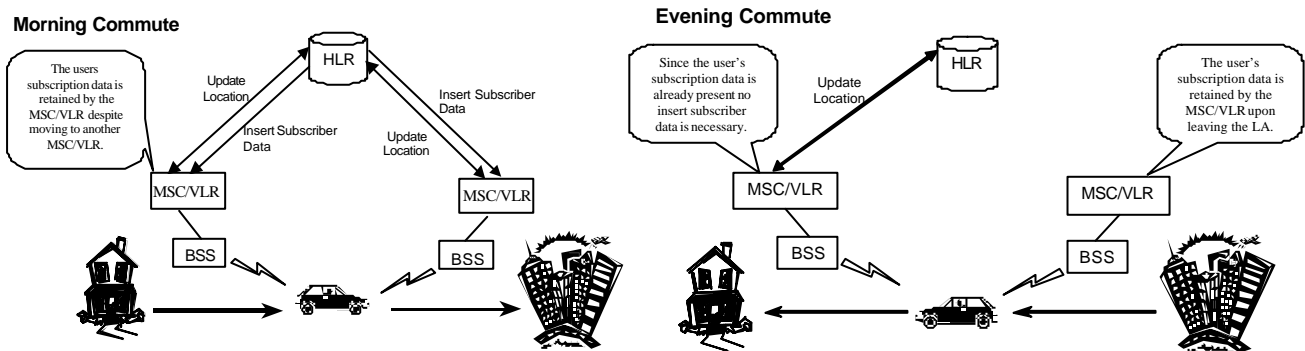 Morning Commute
The users
subscription data is
retained by the
MSC/VLR despite
moving to another
MSC/VLR.
HLR
Update
Location
Insert Subscriber
Data
Insert Subscriber
Data
Update
Location
MSC/VLR
MSC/VLR
BSS
BSS
Evening Commute
Since the user's
subscription data is
already present no
insert subscriber
data is necessary.
Update
Location
HLR
The user's
subscription data is
retained by the
MSC/VLR upon
leaving the LA.
MSC/VLR
MSC/VLR
BSS
BSS